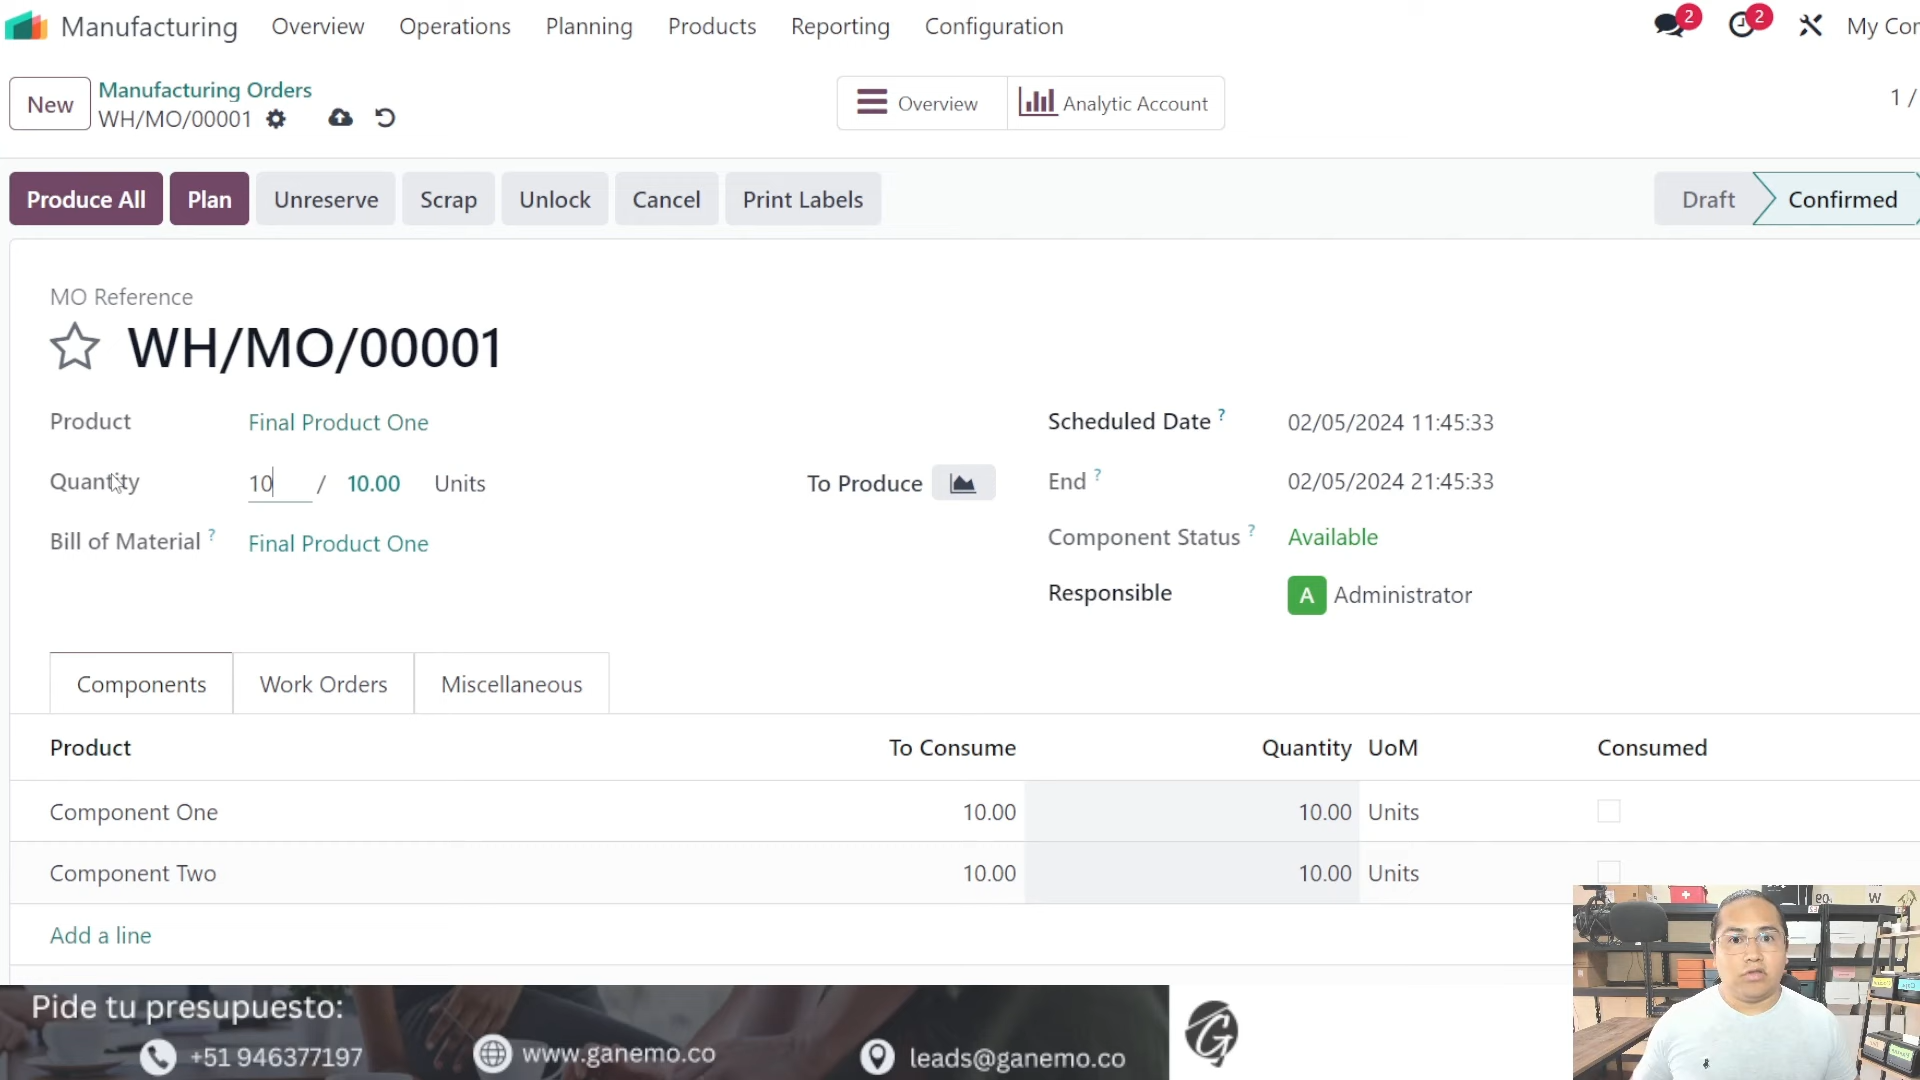 Manufacturing Overview Operations Planning Products Reporting Configuration 2 2 My Cor
New Manufacturing Orders
WH/MO/00001
Overview Analytic Account 1 /
Produce All Plan Unreserve Scrap Unlock Cancel Print Labels Draft Confirmed
MO Reference
WH/MO/00001
Product Final Product One Scheduled Date ? 02/05/2024 11:45:33
Quantity 10 / 10.00 Units To Produce End ? 02/05/2024 21:45:33
Bill of Material ? Final Product One Component Status ? Available
Responsible A Administrator
Components Work Orders Miscellaneous
Product To Consume Quantity UoM Consumed
Component One 10.00 10.00 Units
Component Two 10.00 10.00 Units
Add a line
Pide tu presupuesto:
+51 946377197 www.ganemo.co leads@ganemo.co G